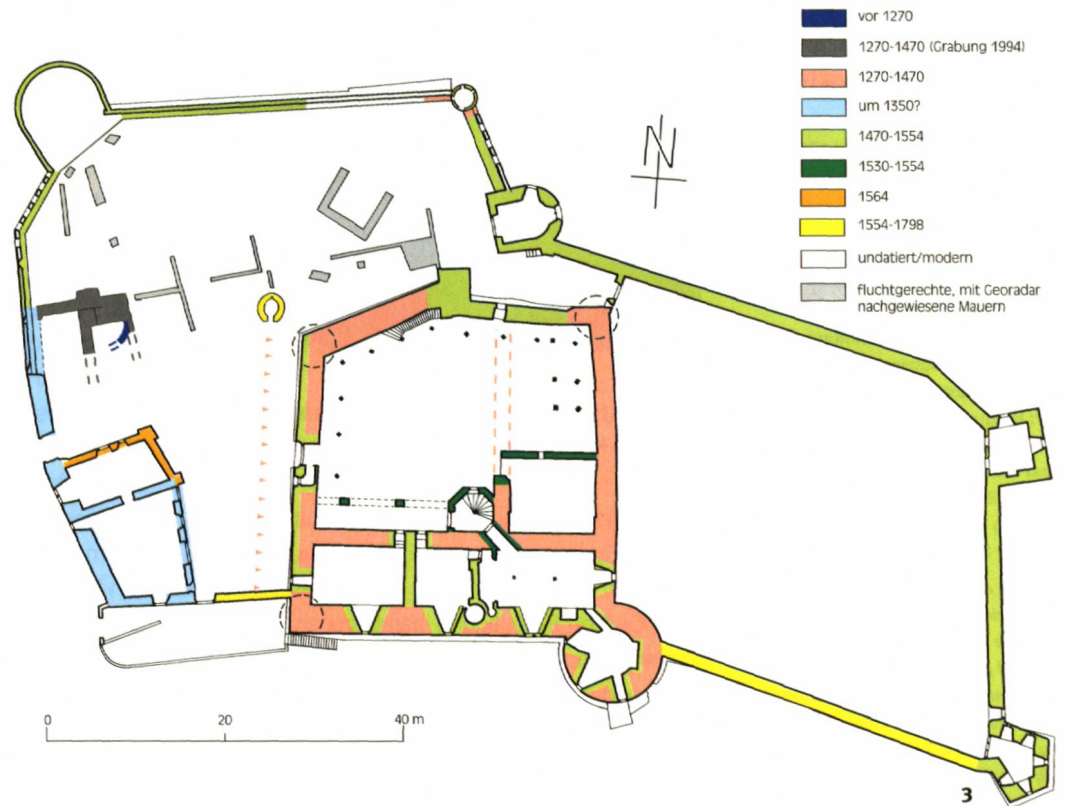 vor 1270
1270-1470 (Grabung 1994)
1270-1470
um 1350?
1470-1554
1530-1554
1564
1554-1798
undatiert/modern
fluchtgerechte, mit Georadar
nachgewiesene Mauern
N
0 20 40 m
3